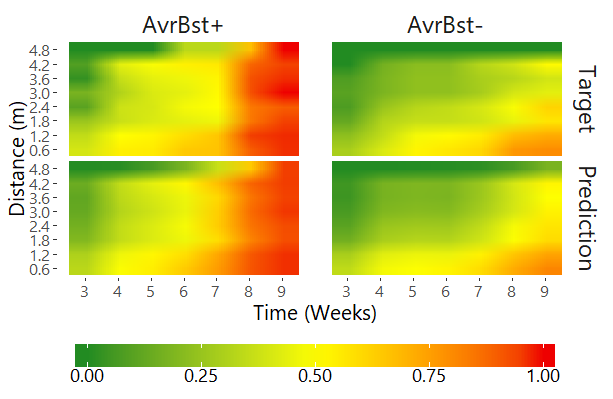 AvrBst+ AvrBst-
Distance (m)
4.8
4.2
3.6
3.0
2.4
1.8
1.2
0.6
Target
4.8
4.2
3.6
3.0
2.4
1.8
1.2
0.6
Prediction
3 4 5 6 7 8 9 3 4 5 6 7 8 9
Time (Weeks)
0.00 0.25 0.50 0.75 1.00